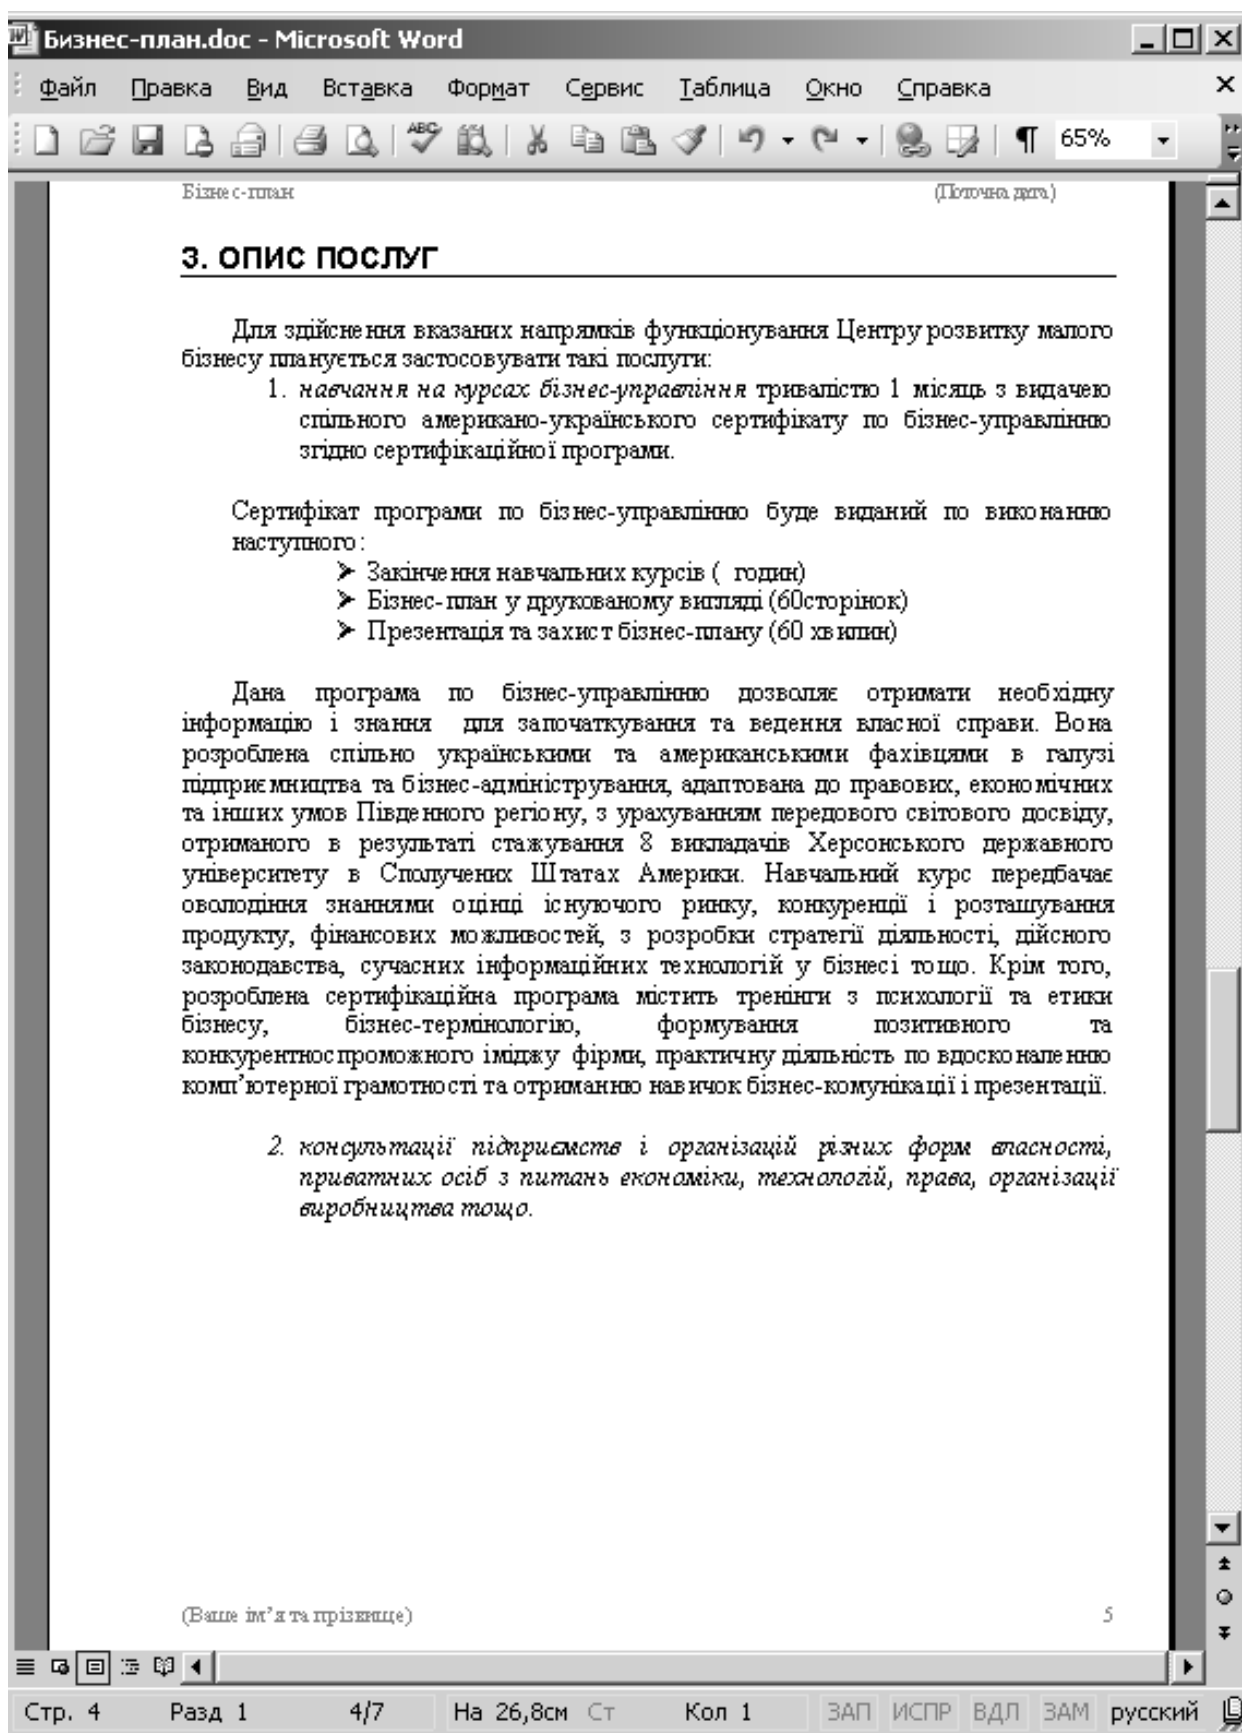 Бизнес-план.doc - Microsoft Word
Файл Правка Вид Вставка Формат Сервис Таблица Окно Справка
65%
Бізнес-план (Поточна дата)
3. ОПИС ПОСЛУГ
Для здійснення вказаних напрямків функціонування Центру розвитку малого
бізнесу планується застосовувати такі послуги:
1. навчання на курсах бізнес-управління тривалістю 1 місяць з видачею
спільного американо-українського сертифікату по бізнес-управлінню
згідно сертифікаційної програми.
Сертифікат програми по бізнес-управлінню буде виданий по виконанню
наступного:
➤ Закінчення навчальних курсів ( годин)
➤ Бізнес-план у друкованому вигляді (60сторінок)
➤ Презентація та захист бізнес-плану (60 хвилин)
Дана програма по бізнес-управлінню дозволяє отримати необхідну
інформацію і знання для започаткування та ведення власної справи. Вона
розроблена спільно українськими та американськими фахівцями в галузі
підприємництва та бізнес-адміністрування, адаптована до правових, економічних
та інших умов Південного регіону, з урахуванням передового світового досвіду,
отриманого в результаті стажування 8 викладачів Херсонського державного
університету в Сполучених Штатах Америки. Навчальний курс передбачає
оволодіння знаннями оцінці існуючого ринку, конкуренції і розташування
продукту, фінансових можливостей, з розробки стратегії діяльності, дійсного
законодавства, сучасних інформаційних технологій у бізнесі тощо. Крім того,
розроблена сертифікаційна програма містить тренінги з психології та етики
бізнесу, бізнес-термінологію, формування позитивного та
конкурентноспроможного іміджу фірми, практичну діяльність по вдосконаленню
комп’ютерної грамотності та отриманню навичок бізнес-комунікації і презентації.
2. консультації підприємств і організацій різних форм власності,
приватних осіб з питань економіки, технологій, права, організації
виробництва тощо.
(Ваше ім’я та прізвище) 5
Стр. 4 Разд 1 4/7 На 26,8см Ст Кол 1 ЗАП ИСПР ВДЛ ЗАМ русский